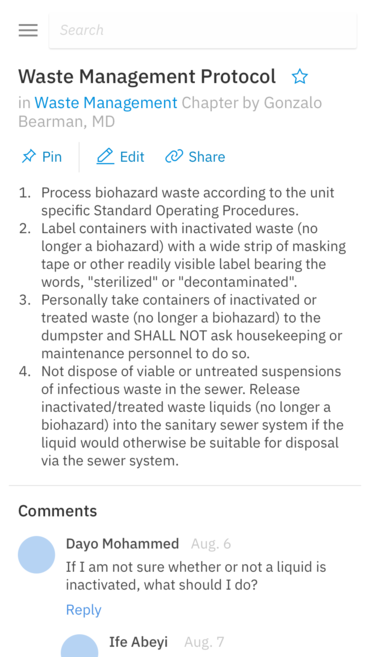 Search
Waste Management Protocol
in Waste Management Chapter by Gonzalo
Bearman, MD
Pin Edit Share
1. Process biohazard waste according to the unit
specific Standard Operating Procedures.
2. Label containers with inactivated waste (no
longer a biohazard) with a wide strip of masking
tape or other readily visible label bearing the
words, "sterilized" or "decontaminated".
3. Personally take containers of inactivated or
treated waste (no longer a biohazard) to the
dumpster and SHALL NOT ask housekeeping or
maintenance personnel to do so.
4. Not dispose of viable or untreated suspensions
of infectious waste in the sewer. Release
inactivated/treated waste liquids (no longer a
biohazard) into the sanitary sewer system if the
liquid would otherwise be suitable for disposal
via the sewer system.
Comments
Dayo Mohammed Aug. 6
If I am not sure whether or not a liquid is
inactivated, what should I do?
Reply
Ife Abeyi Aug. 7